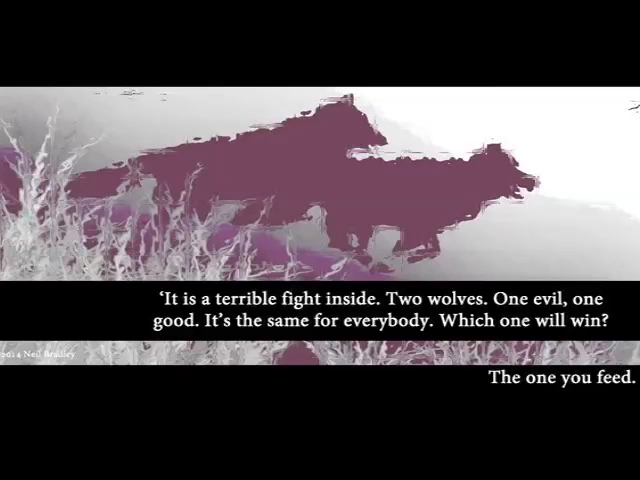 ‘It is a terrible fight inside. Two wolves. One evil, one
good. It’s the same for everybody. Which one will win?
©2014 Neil Bradley
The one you feed.